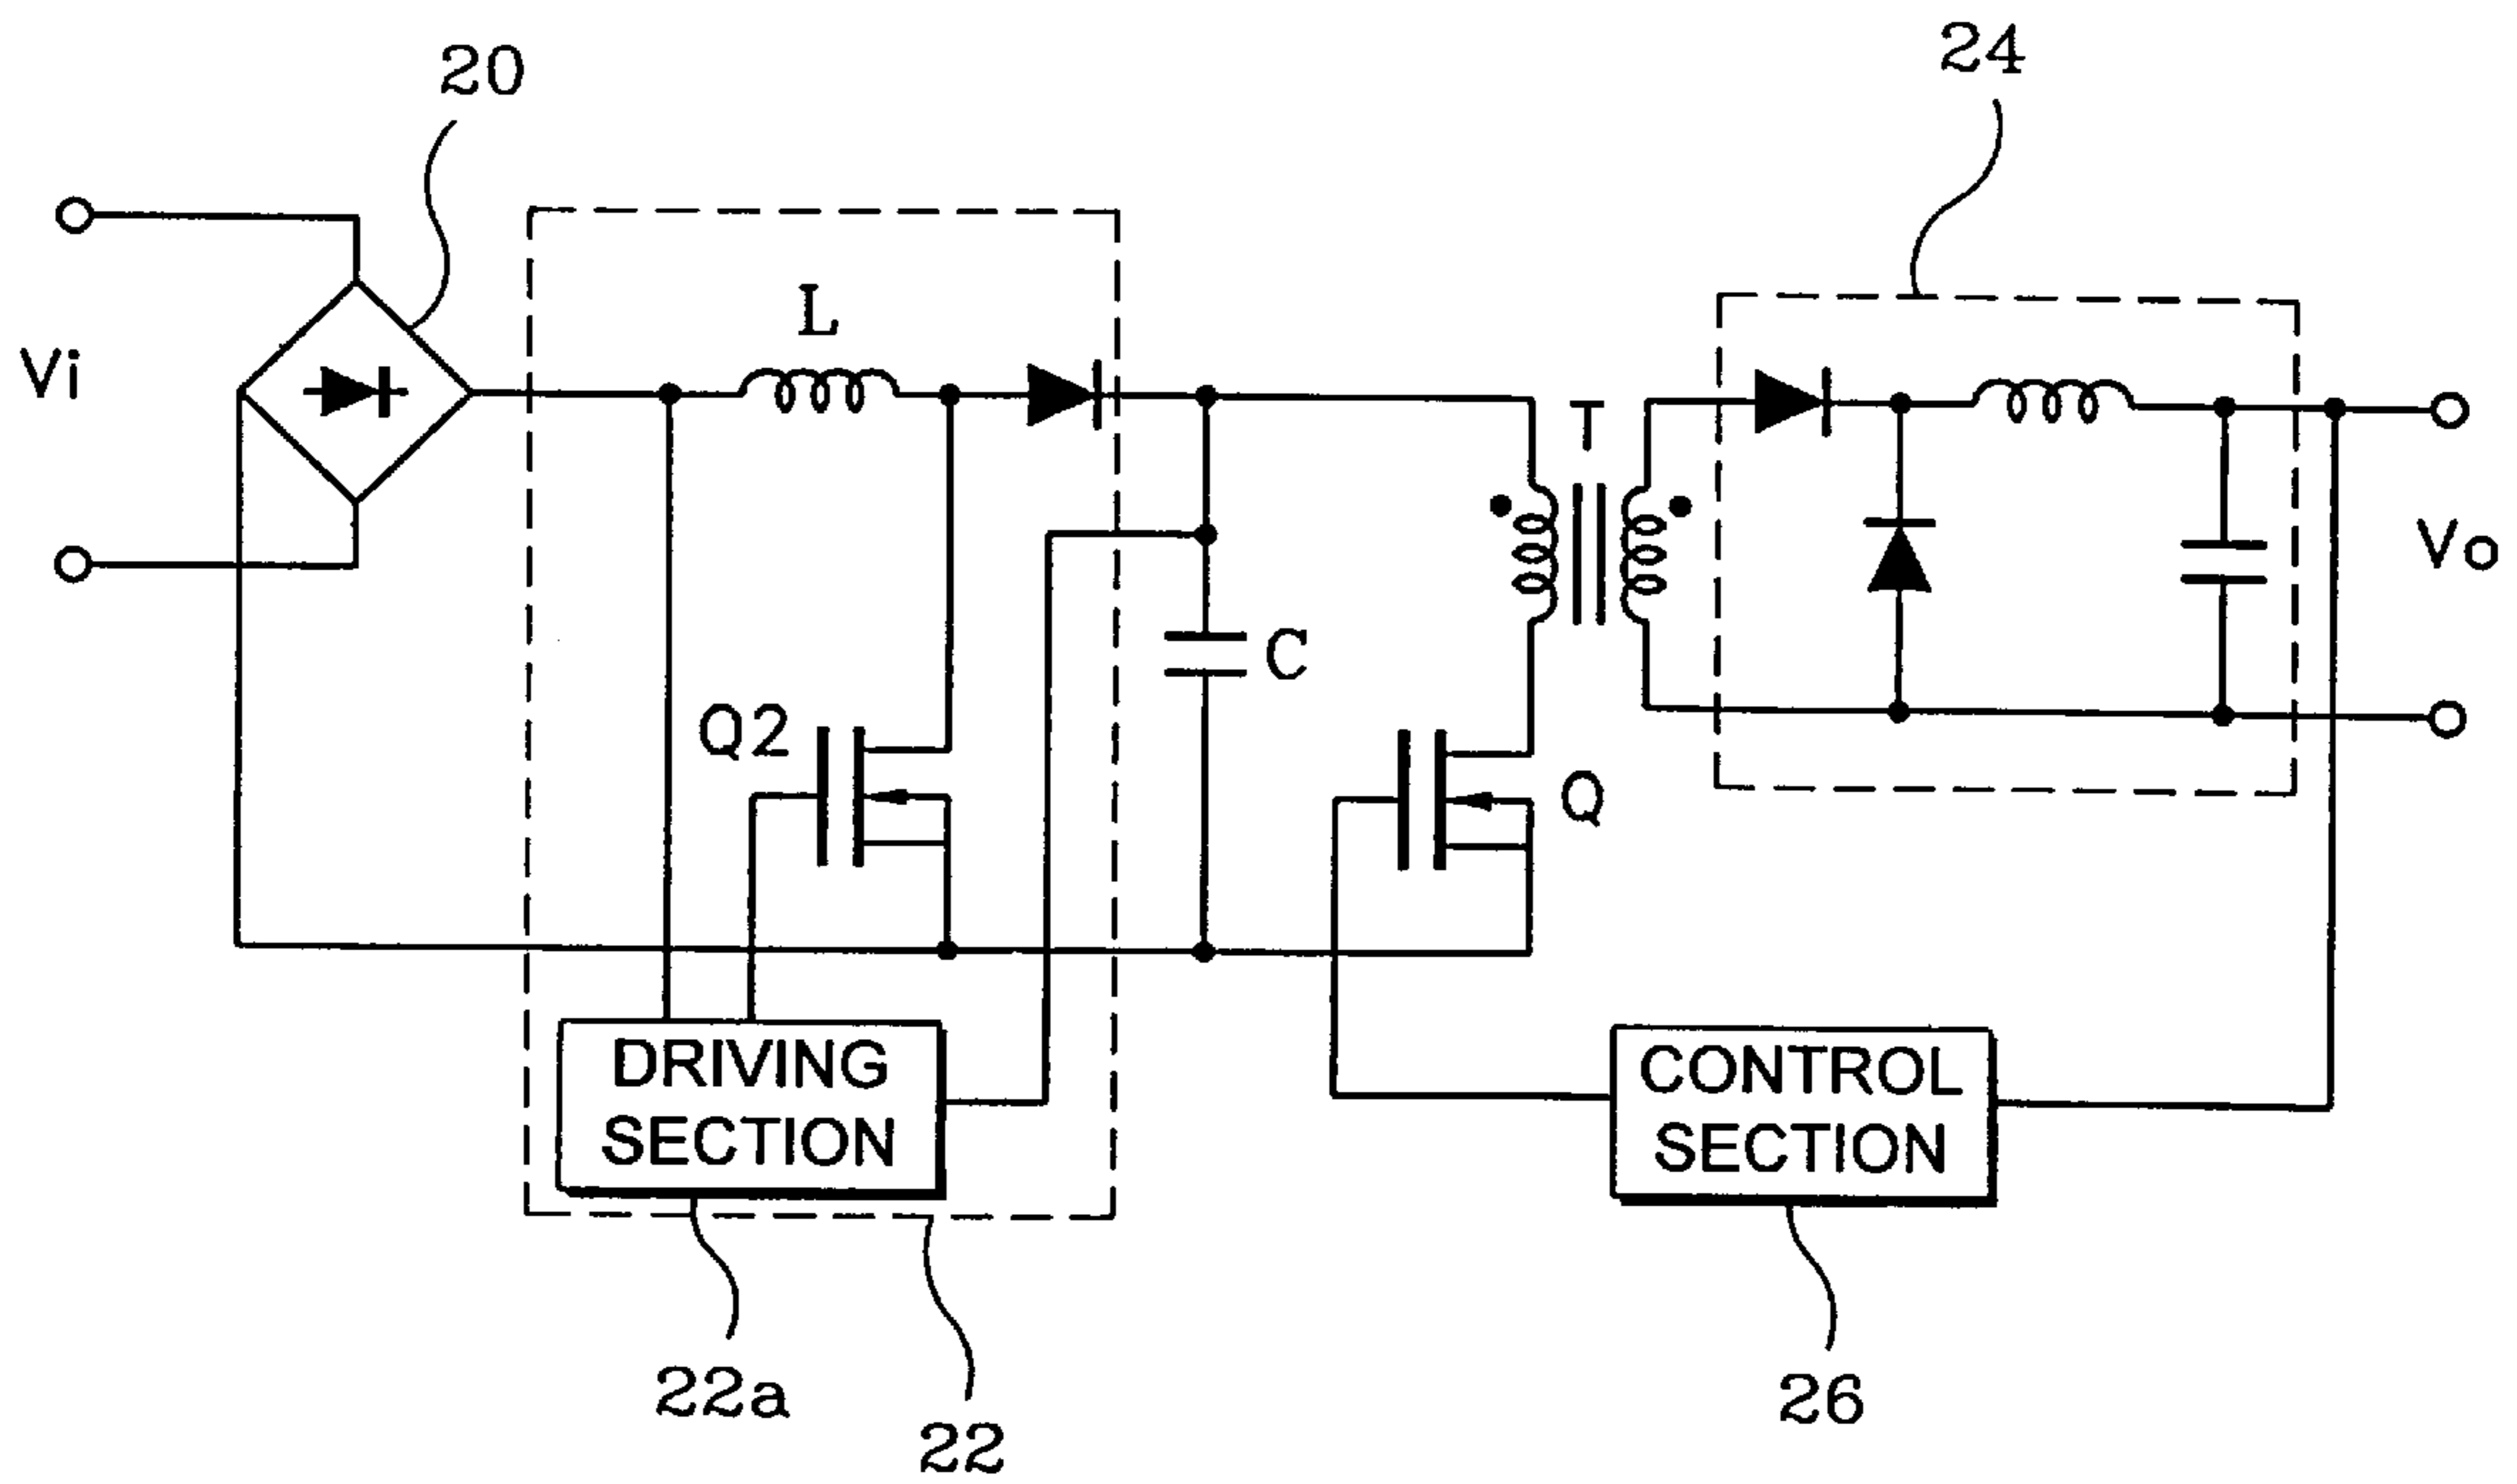 20
24
L
Vi
T
Vo
C
Q2
Q
DRIVING
SECTION
CONTROL
SECTION
22a
22
26